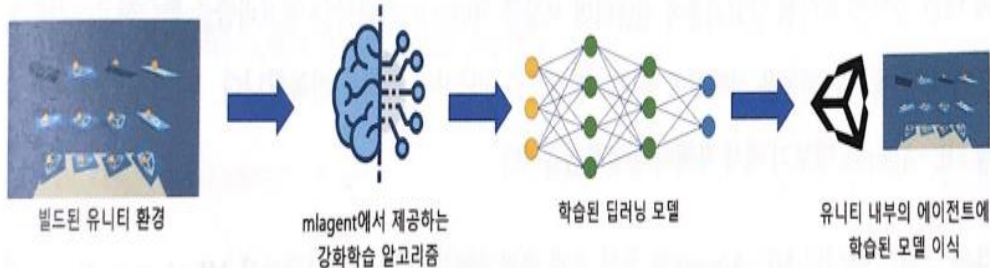 빌드된 유니티 환경
mlagent에서 제공하는
강화학습 알고리즘
학습된 딥러닝 모델
유니티 내부의 에이전트에
학습된 모델 이식